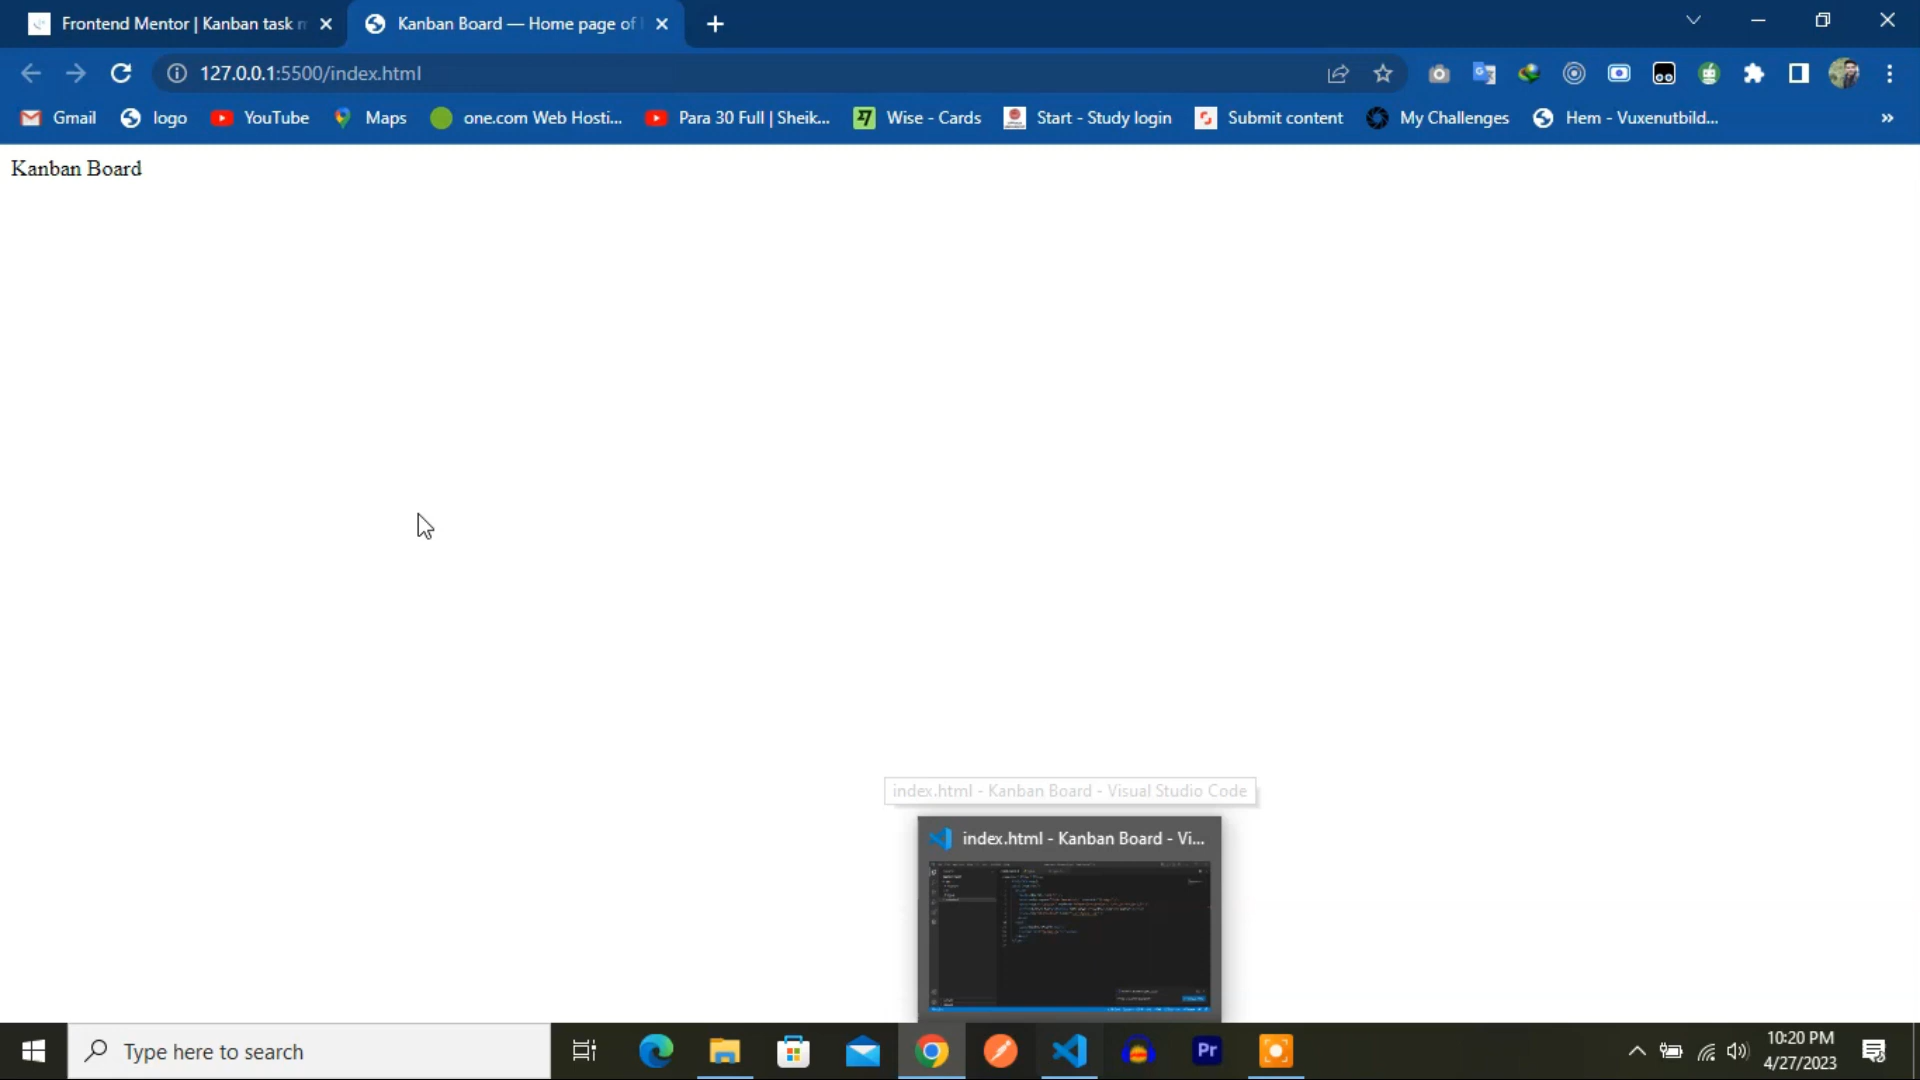 Frontend Mentor | Kanban task m
Kanban Board — Home page of
127.0.0.1:5500/index.html
Gmail
logo
YouTube
Maps
one.com Web Hosti...
Para 30 Full | Sheik...
Wise - Cards
Start - Study login
Submit content
My Challenges
Hem - Vuxenutbild...
»
Kanban Board
index.html - Kanban Board - Visual Studio Code
index.html - Kanban Board - Vi...
Type here to search
Pr
10:20 PM
4/27/2023